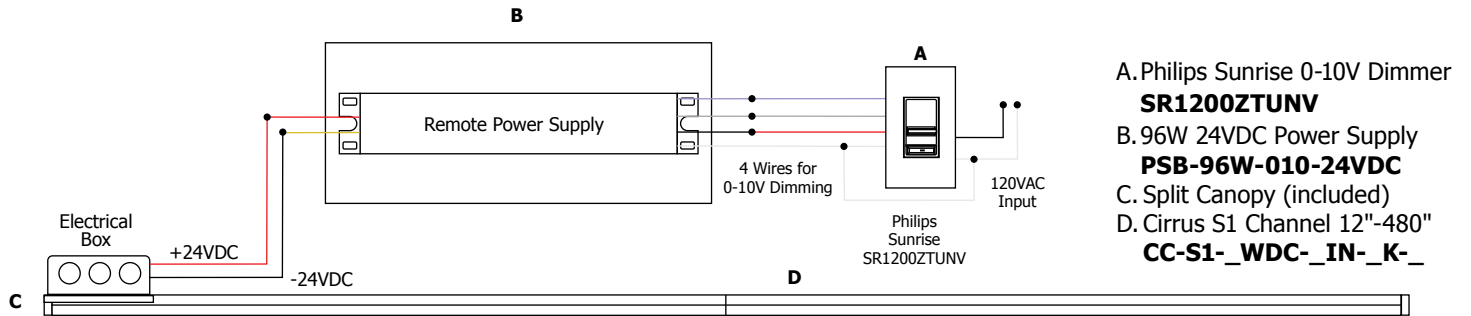 B
A
Remote Power Supply
4 Wires for
0-10V Dimming
120VAC
Input
Philips
Sunrise
SR1200ZTUNV
Electrical
Box
+24VDC
-24VDC
C
D
A. Philips Sunrise 0-10V Dimmer
SR1200ZTUNV
B. 96W 24VDC Power Supply
PSB-96W-010-24VDC
C. Split Canopy (included)
D. Cirrus S1 Channel 12"-480"
CC-S1-_WDC-_IN-_K-_